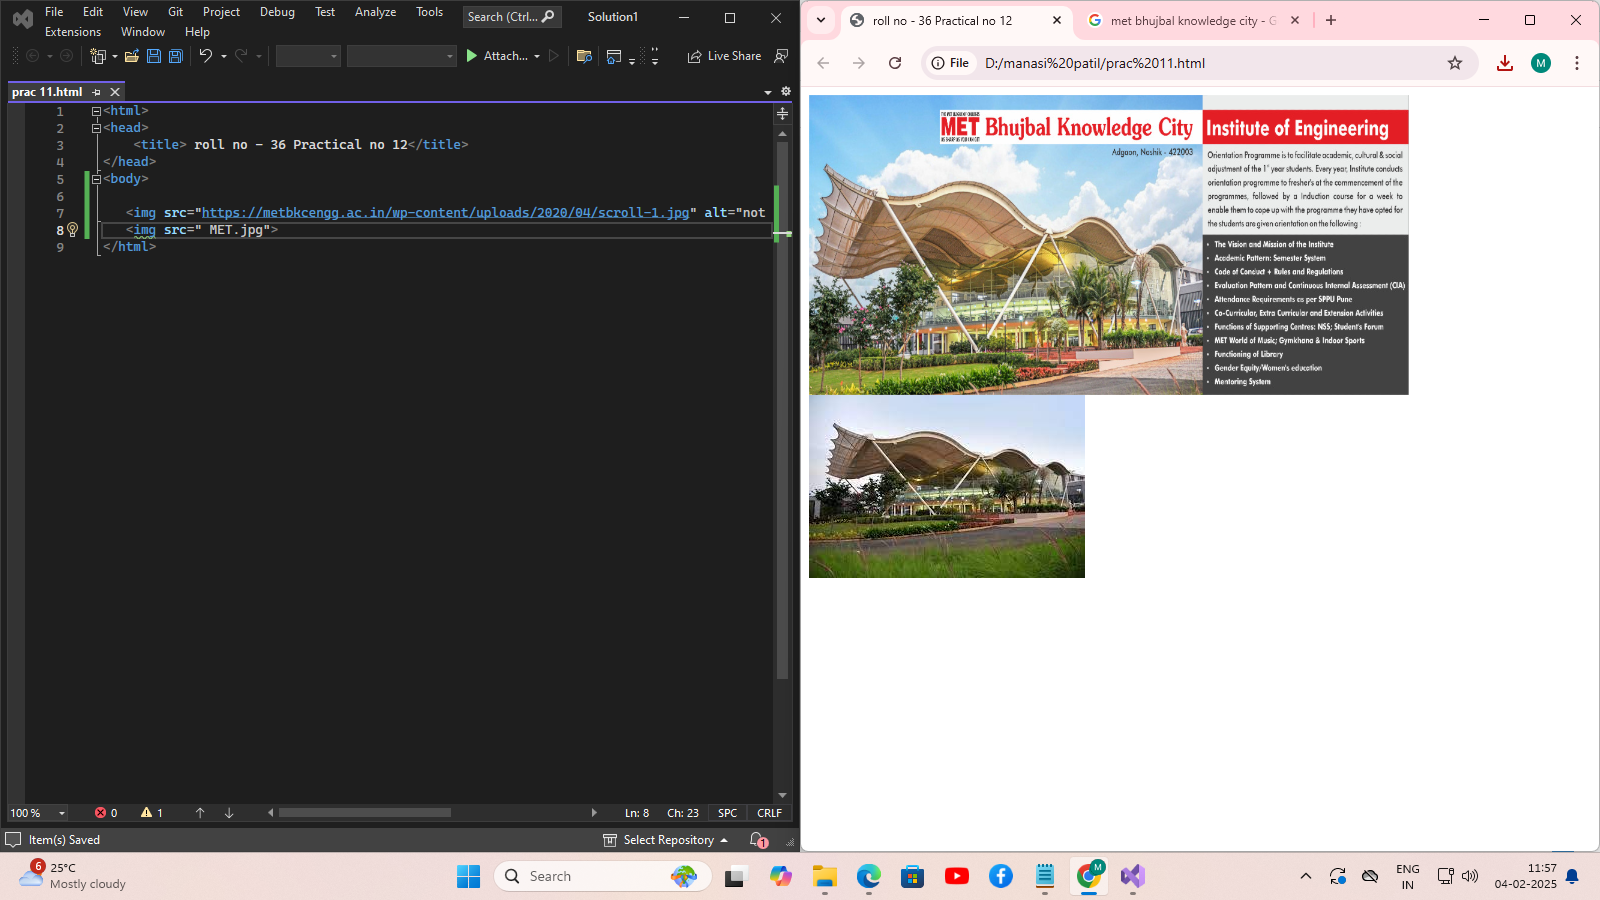 File Edit View Git Project Debug Test Analyze Tools Search (Ctrl... Solution1
Extensions Window Help
Attach... Live Share
prac 11.html
1 <html>
2 <head>
3 <title> roll no - 36 Practical no 12</title>
4 </head>
5 <body>
6
7 <img src="https://metbkcengg.ac.in/wp-content/uploads/2020/04/scroll-1.jpg" alt="not
8 <img src=" MET.jpg">
9 </html>
100 % 0 1 Ln: 8 Ch: 23 SPC CRLF
Item(s) Saved Select Repository 1
roll no - 36 Practical no 12 met bhujbal knowledge city - G
File D:/manasi%20patil/prac%2011.html M
MET Bhujbal Knowledge City
Adgaon, Nashik - 422003
Institute of Engineering
Orientation Programme is to facilitate academic, cultural & social
adjustment of the 1st year students. Every year, Institute conducts
orientation programme to fresher's at the commencement of the
programmes, followed by a Induction course for a week to
enable them to cope up with the programme they have opted for
the students are given orientation on the following :
• The Vision and Mission of the Institute
• Academic Pattern: Semester System
• Code of Conduct + Rules and Regulations
• Evaluation Pattern and Continuous Internal Assessment (CIA)
• Attendance Requirements as per SPPU Pune
• Co-Curricular, Extra Curricular and Extension Activities
• Functions of Supporting Centres: NSS; Student's Forum
• MET World of Music; Gymkhana & Indoor Sports
• Functioning of Library
• Gender Equity/Women's education
• Mentoring System
6 25°C
Mostly cloudy
Search
M
ENG
IN
11:57
04-02-2025